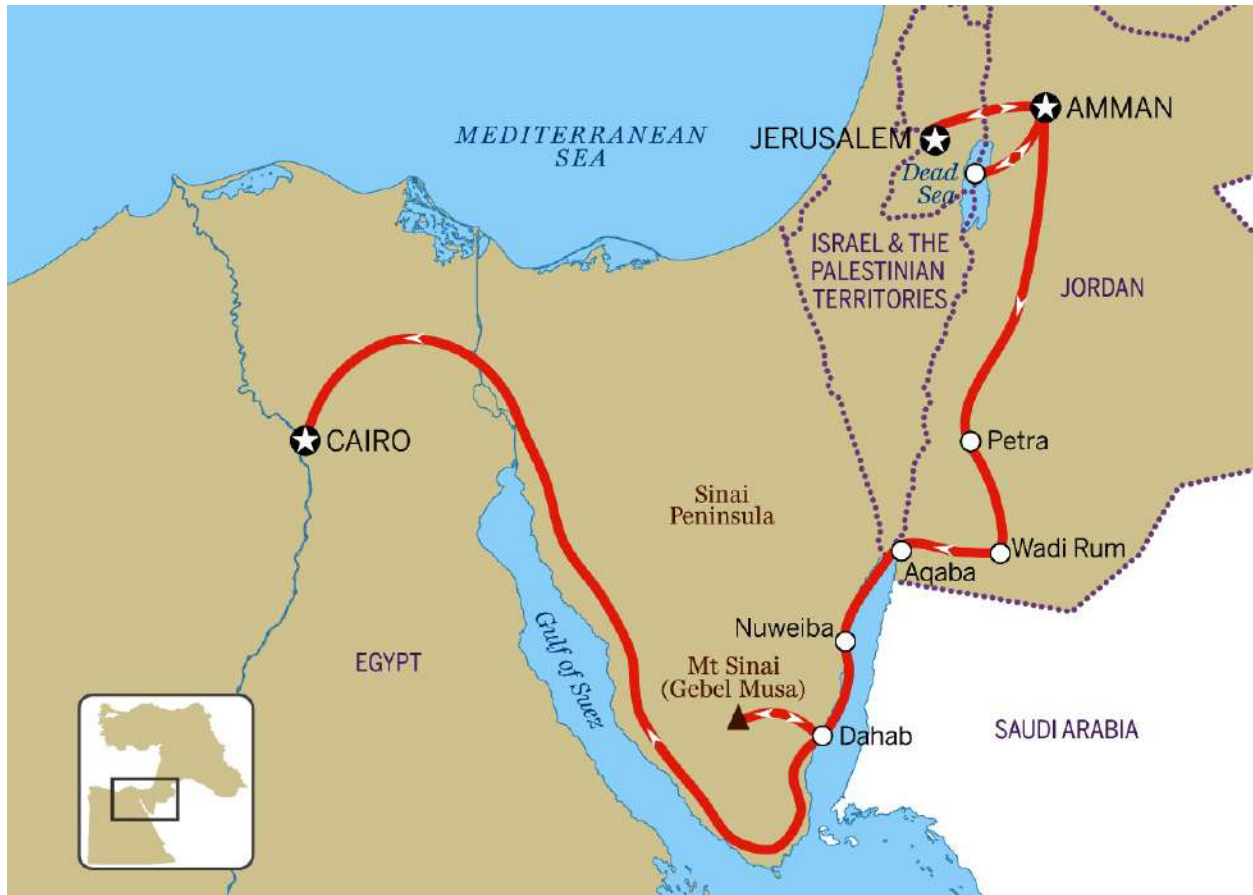 MEDITERRANEAN
SEA
JERUSALEM
AMMAN
Dead
Sea
ISRAEL & THE
PALESTINIAN
TERRITORIES
JORDAN
CAIRO
Petra
Sinai
Peninsula
Wadi Rum
Aqaba
Nuweiba
Gulf of Suez
EGYPT
Mt Sinai
(Gebel Musa)
Dahab
SAUDI ARABIA